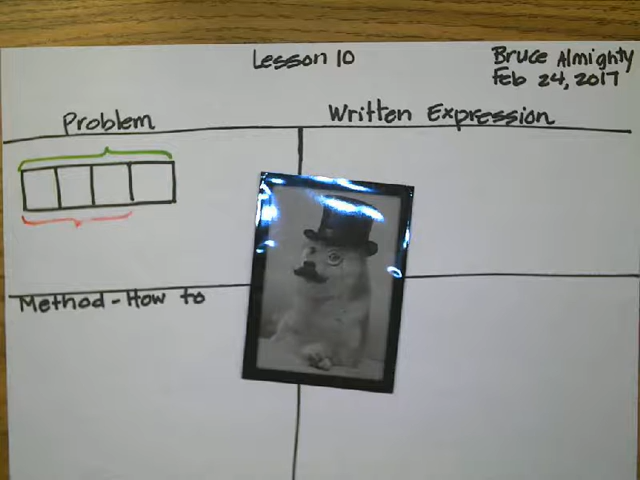 Lesson 10
Bruce Almighty
Feb 24, 2017
Problem
Written Expression
Method - How to